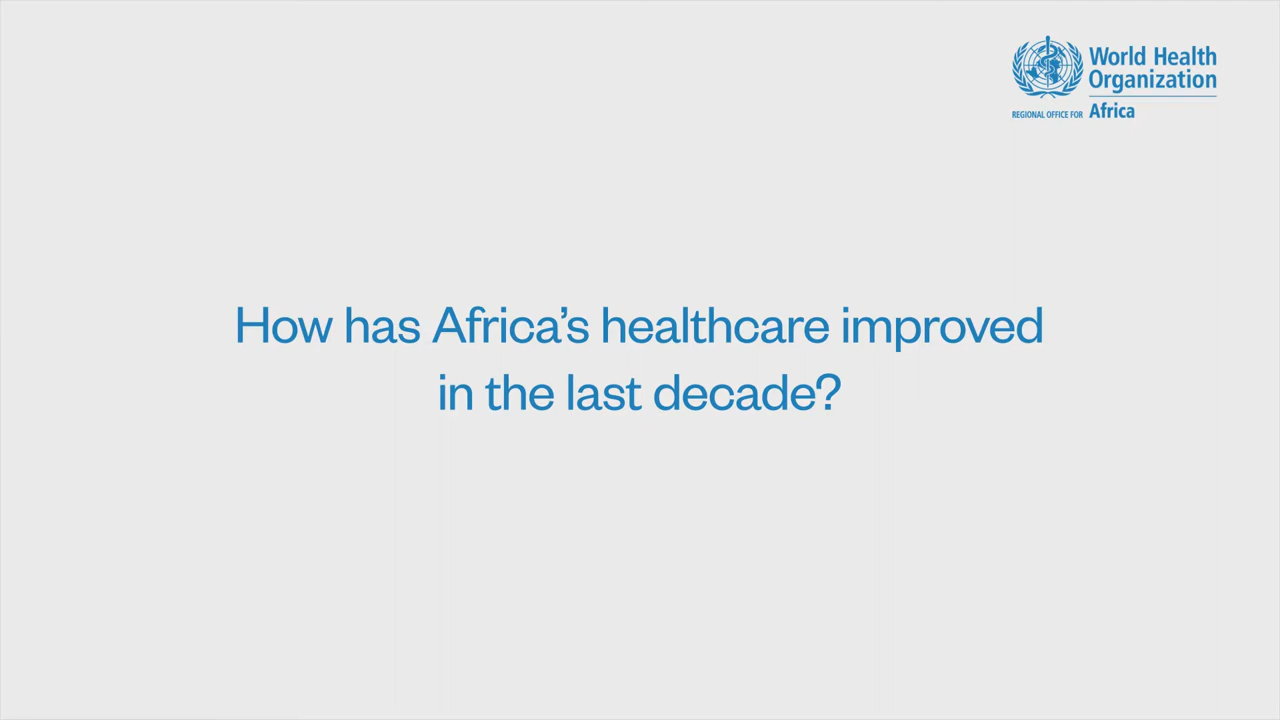 World Health
Organization
REGIONAL OFFICE FOR Africa
How has Africa’s healthcare improved
in the last decade?